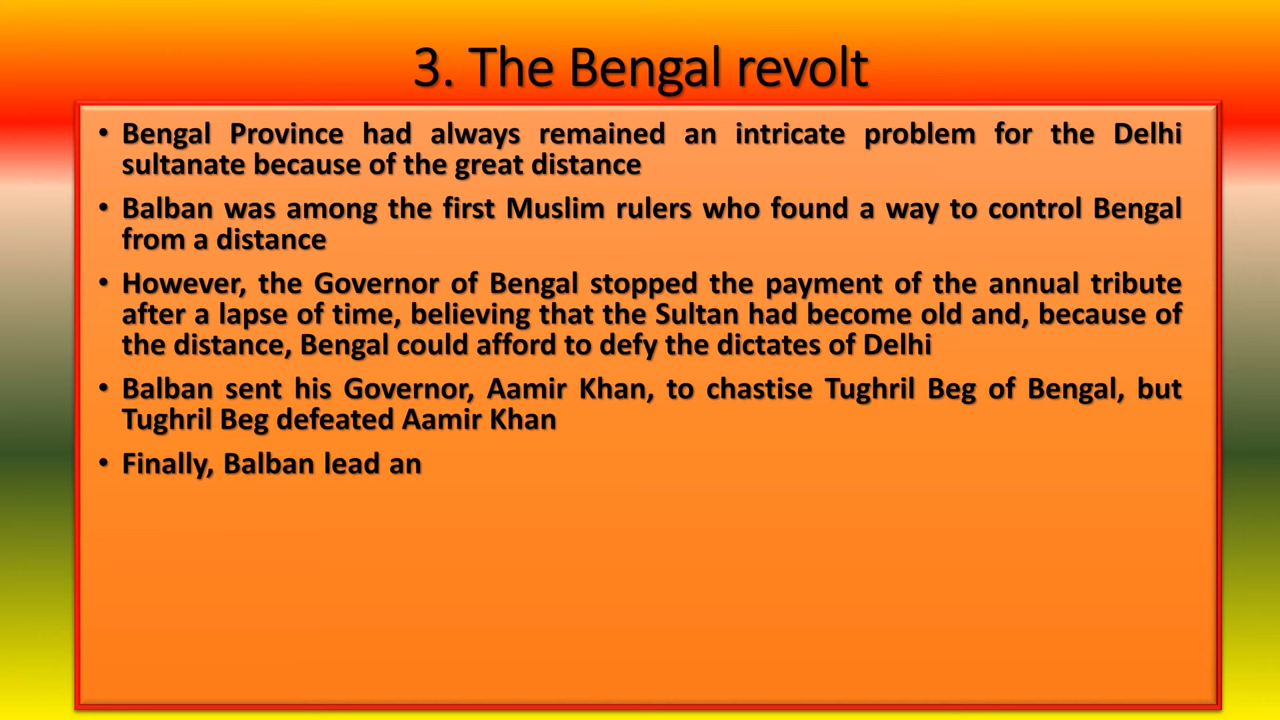 3. The Bengal revolt
• Bengal Province had always remained an intricate problem for the Delhi
sultanate because of the great distance
• Balban was among the first Muslim rulers who found a way to control Bengal
from a distance
• However, the Governor of Bengal stopped the payment of the annual tribute
after a lapse of time, believing that the Sultan had become old and, because of
the distance, Bengal could afford to defy the dictates of Delhi
• Balban sent his Governor, Aamir Khan, to chastise Tughril Beg of Bengal, but
Tughril Beg defeated Aamir Khan
• Finally, Balban lead an